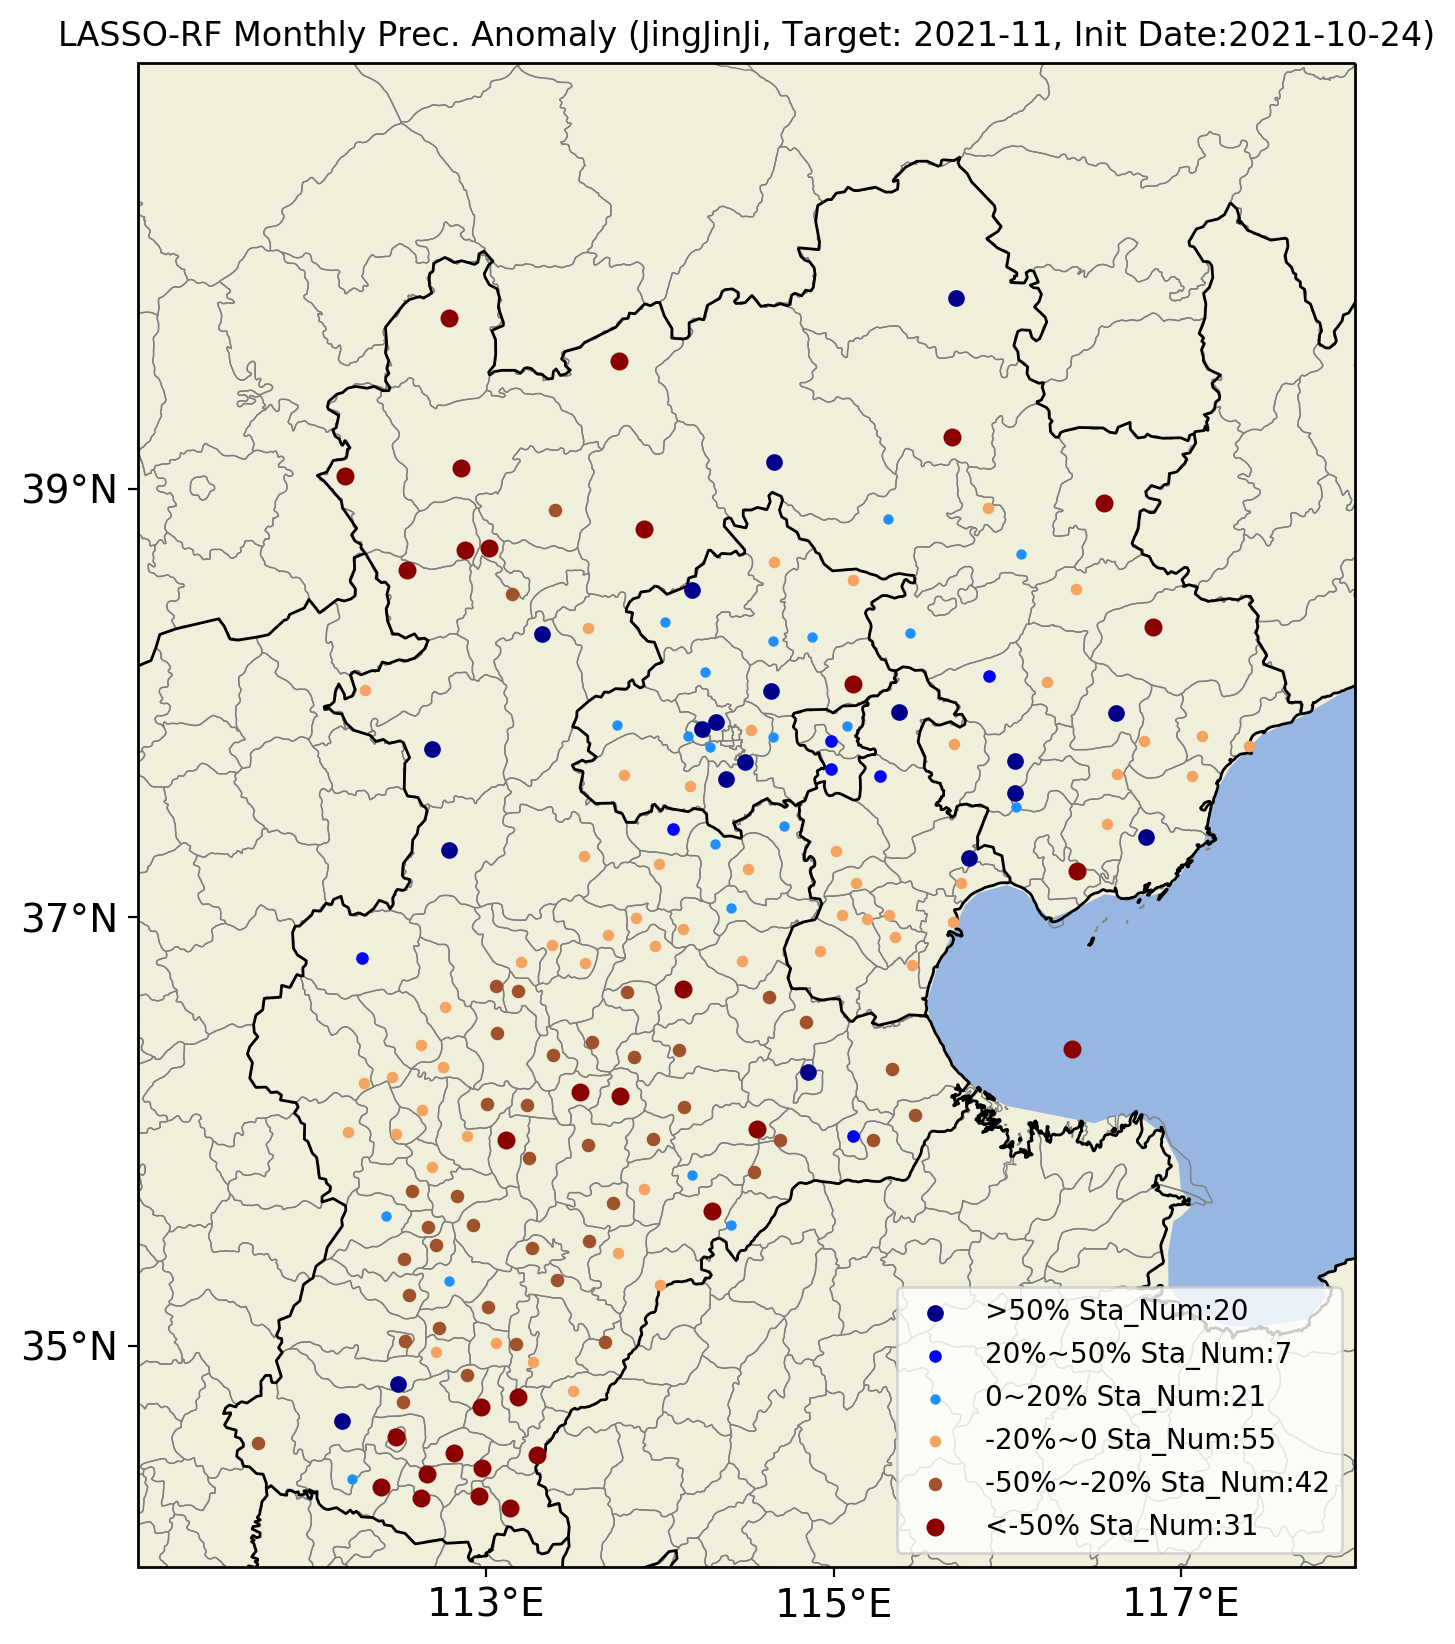 LASSO-RF Monthly Prec. Anomaly (JingJinJi, Target: 2021-11, Init Date:2021-10-24)
39°N
37°N
35°N
113°E
115°E
117°E
>50% Sta_Num:20
20%~50% Sta_Num:7
0~20% Sta_Num:21
-20%~0 Sta_Num:55
-50%~-20% Sta_Num:42
<-50% Sta_Num:31